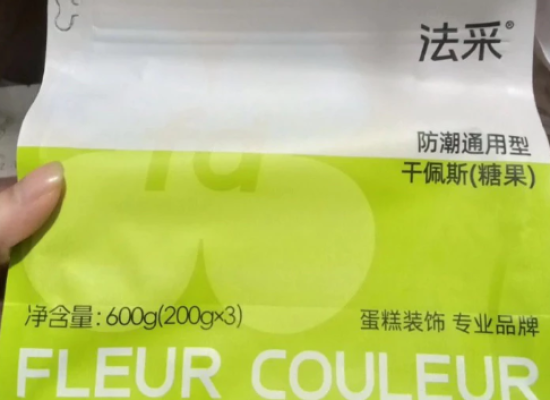 法采®
防潮通用型
干佩斯(糖果)
净含量:600g(200g×3)
蛋糕装饰 专业品牌
FLEUR COULEUR